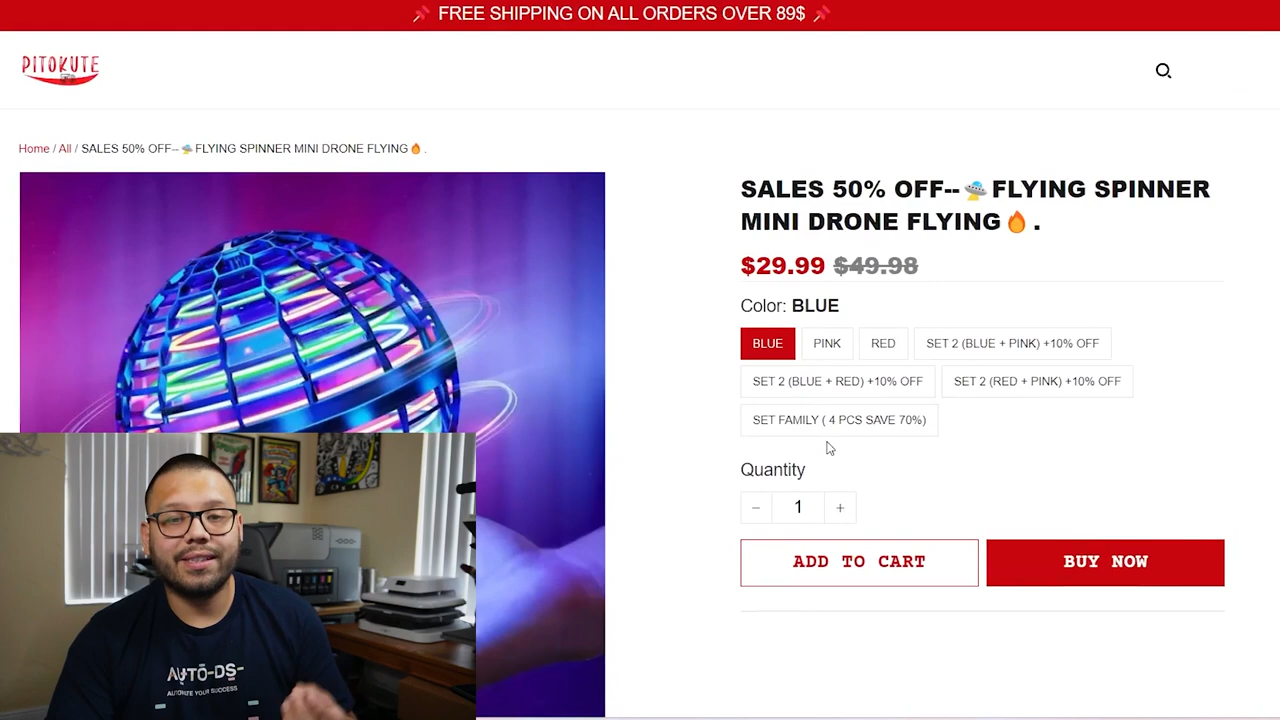 📌 FREE SHIPPING ON ALL ORDERS OVER 89$ 📌
PITOKUTE
Home / All / SALES 50% OFF--🛸FLYING SPINNER MINI DRONE FLYING🔥.
SALES 50% OFF--🛸FLYING SPINNER
MINI DRONE FLYING🔥.
$29.99 $49.98
Color: BLUE
BLUE PINK RED SET 2 (BLUE + PINK) +10% OFF
SET 2 (BLUE + RED) +10% OFF SET 2 (RED + PINK) +10% OFF
SET FAMILY ( 4 PCS SAVE 70%)
Quantity
− 1 +
ADD TO CART BUY NOW
AUTO-DS-
AUTOMATE YOUR SUCCESS